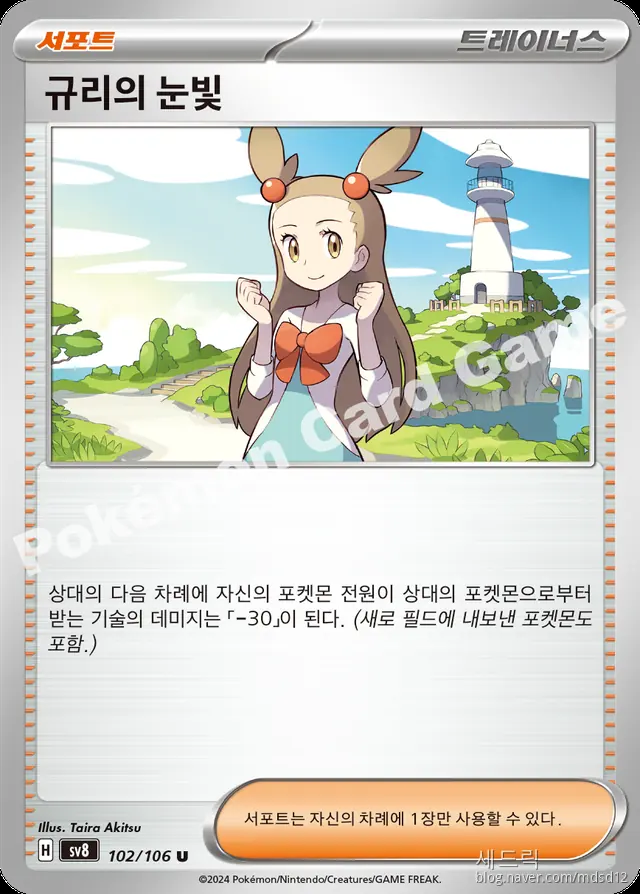 서포트
트레이너스
규리의 눈빛
Pokémon Card Game
상대의 다음 차례에 자신의 포켓몬 전원이 상대의 포켓몬으로부터
받는 기술의 데미지는 「-30」이 된다. (새로 필드에 내보낸 포켓몬도
포함.)
서포트는 자신의 차례에 1장만 사용할 수 있다.
Illus. Taira Akitsu
H sv8 102/106 U
©2024 Pokémon/Nintendo/Creatures/GAME FREAK.
세드릭
blog.naver.com/mdsd12